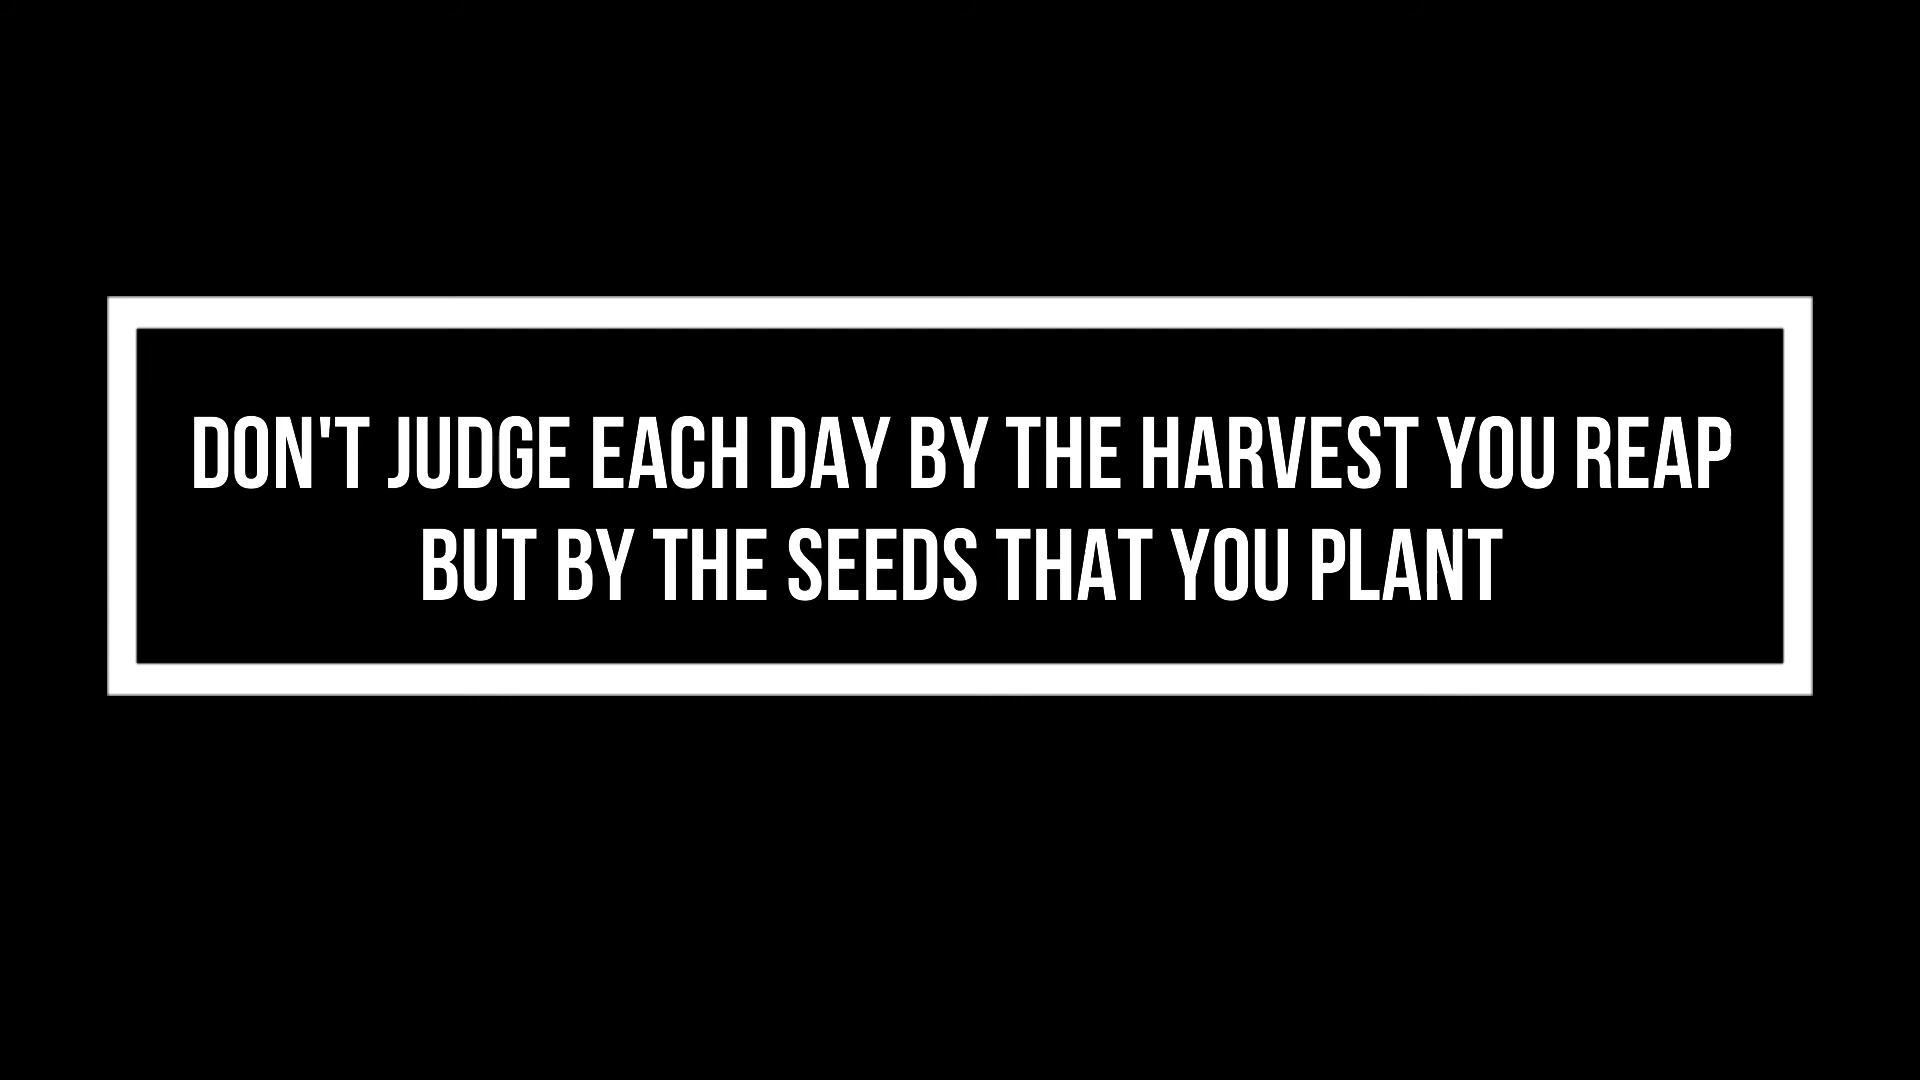 DON'T JUDGE EACH DAY BY THE HARVEST YOU REAP
BUT BY THE SEEDS THAT YOU PLANT